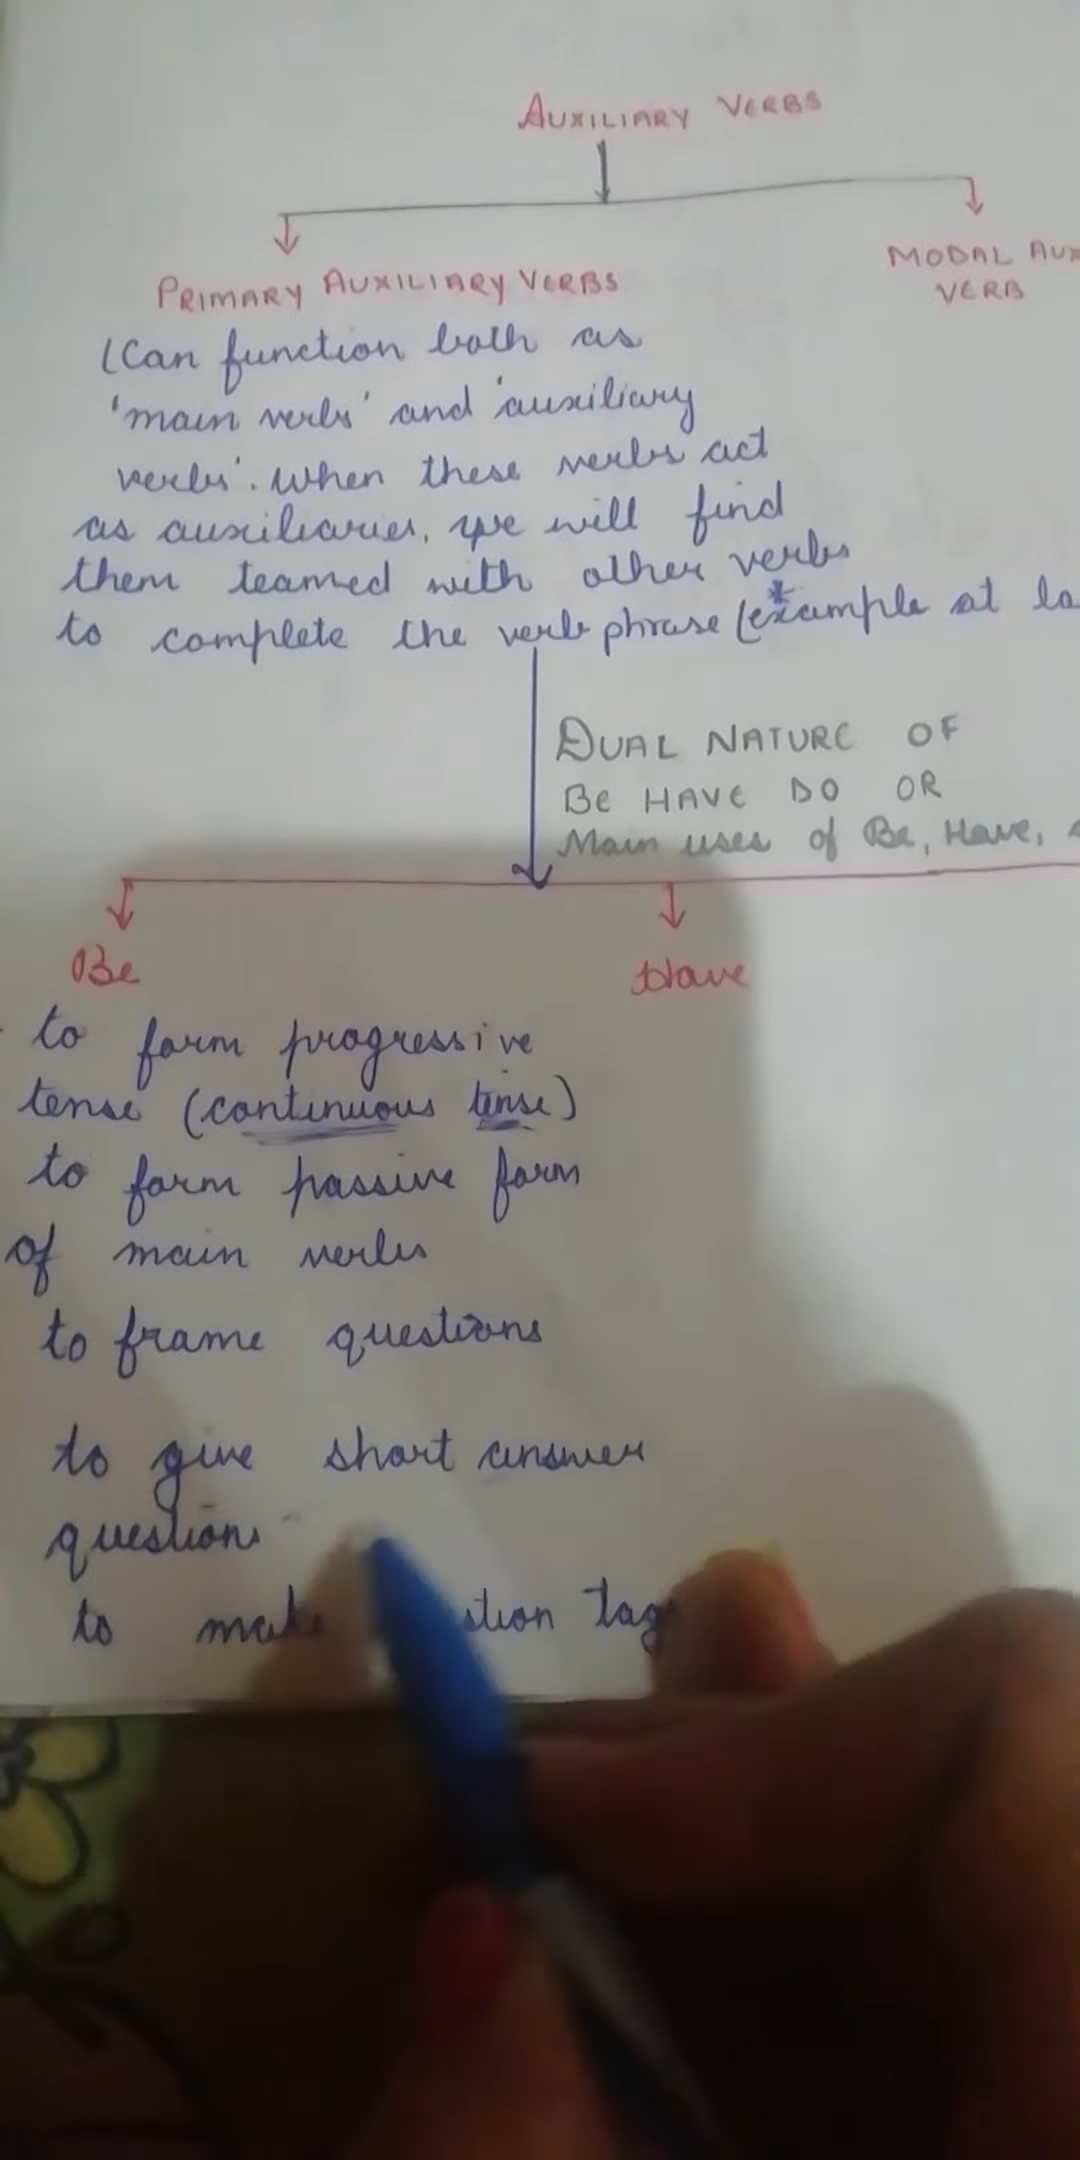 AUXILIARY VERBS
PRIMARY AUXILIARY VERBS
MODAL AUX
VERB
(Can function both as
'main verbs' and 'auxiliary
verbs'. When these verbs act
as auxiliaries, we will find
them teamed with other verbs
to complete the verb phrase (example at
DUAL NATURE OF
BE HAVE DO OR
Main uses of Be, Have,
Be
Have
to form progressive
tense (continuous tense)
to form passive form
of main verbs
to frame questions
to give short answer
questions
to make tag